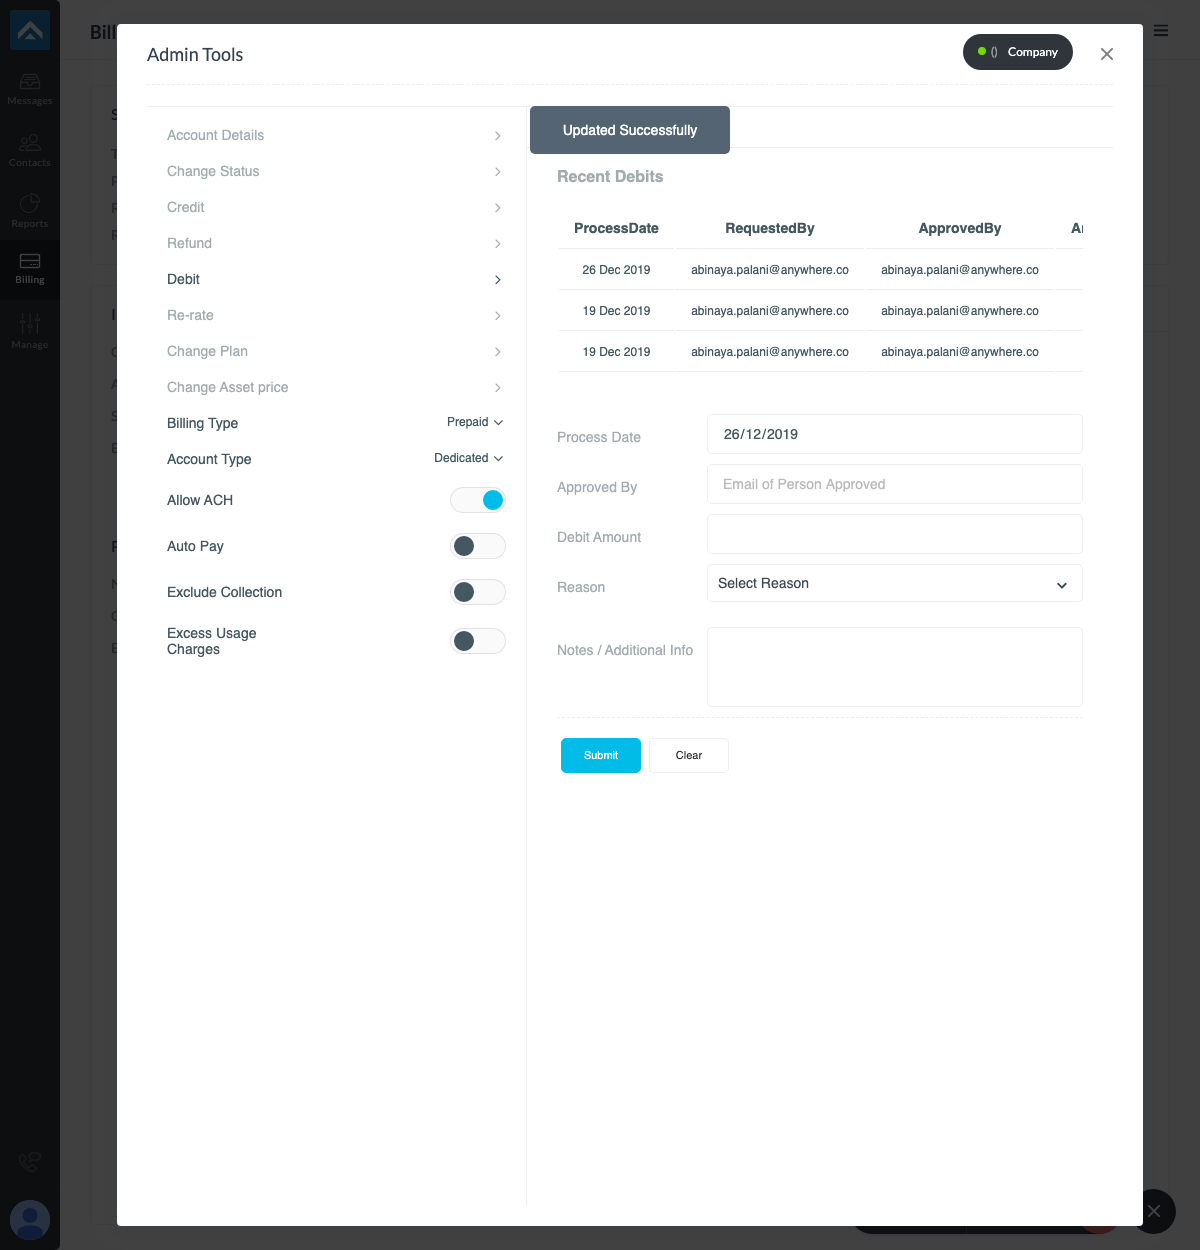 Bill
Admin Tools
() Company
Messages
Contacts
Reports
Billing
Manage
Account Details
Change Status
Credit
Refund
Debit
Re-rate
Change Plan
Change Asset price
Billing Type Prepaid
Account Type Dedicated
Allow ACH
Auto Pay
Exclude Collection
Excess Usage
Charges
Updated Successfully
Recent Debits
ProcessDate RequestedBy ApprovedBy
26 Dec 2019 abinaya.palani@anywhere.co abinaya.palani@anywhere.co
19 Dec 2019 abinaya.palani@anywhere.co abinaya.palani@anywhere.co
19 Dec 2019 abinaya.palani@anywhere.co abinaya.palani@anywhere.co
Process Date 26/12/2019
Approved By Email of Person Approved
Debit Amount
Reason Select Reason
Notes / Additional Info
Submit Clear